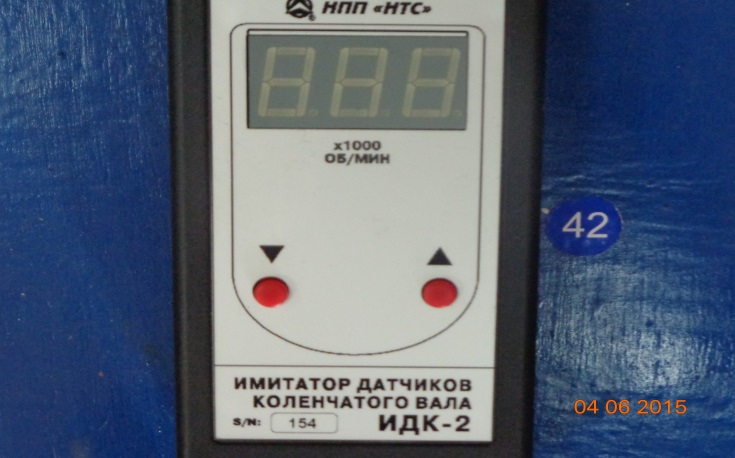 НПП «НТС»
x1000
ОБ/МИН
42
ИМИТАТОР ДАТЧИКОВ
КОЛЕНЧАТОГО ВАЛА
S/N: 154 ИДК-2
04 06 2015